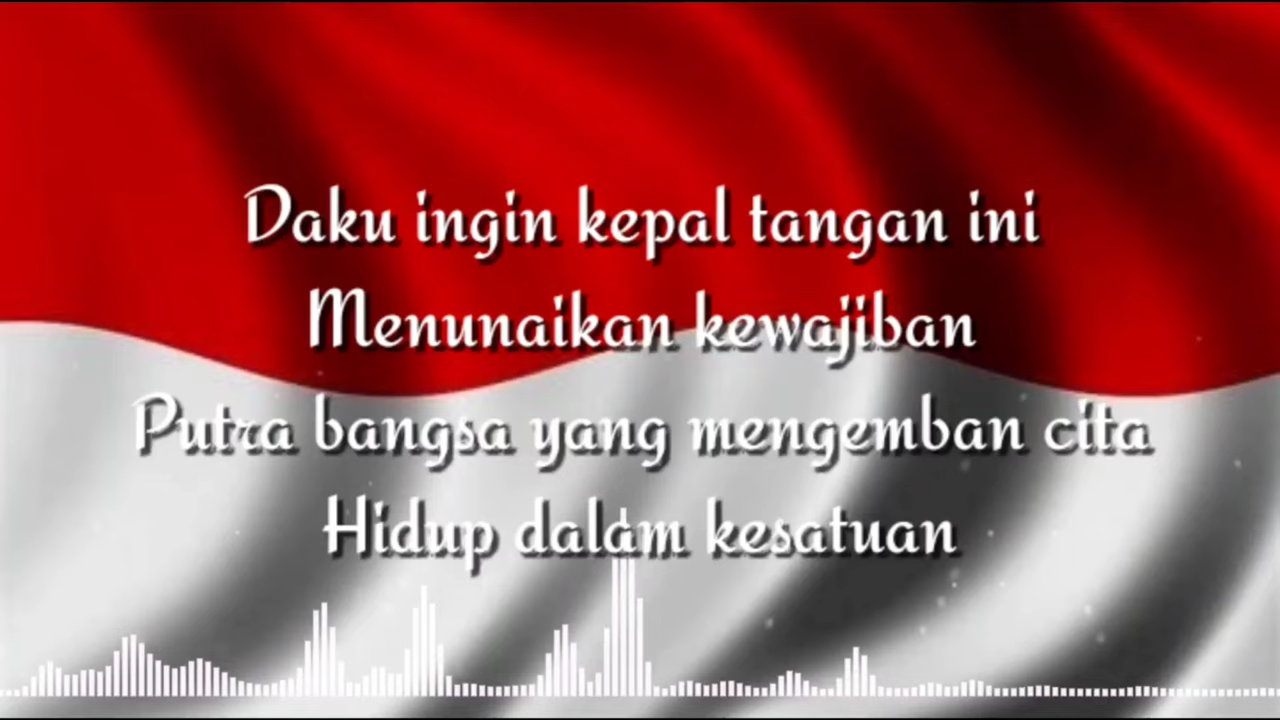 Daku ingin kepal tangan ini
Menunaikan kewajiban
Putra bangsa yang mengemban cita
Hidup dalam kesatuan